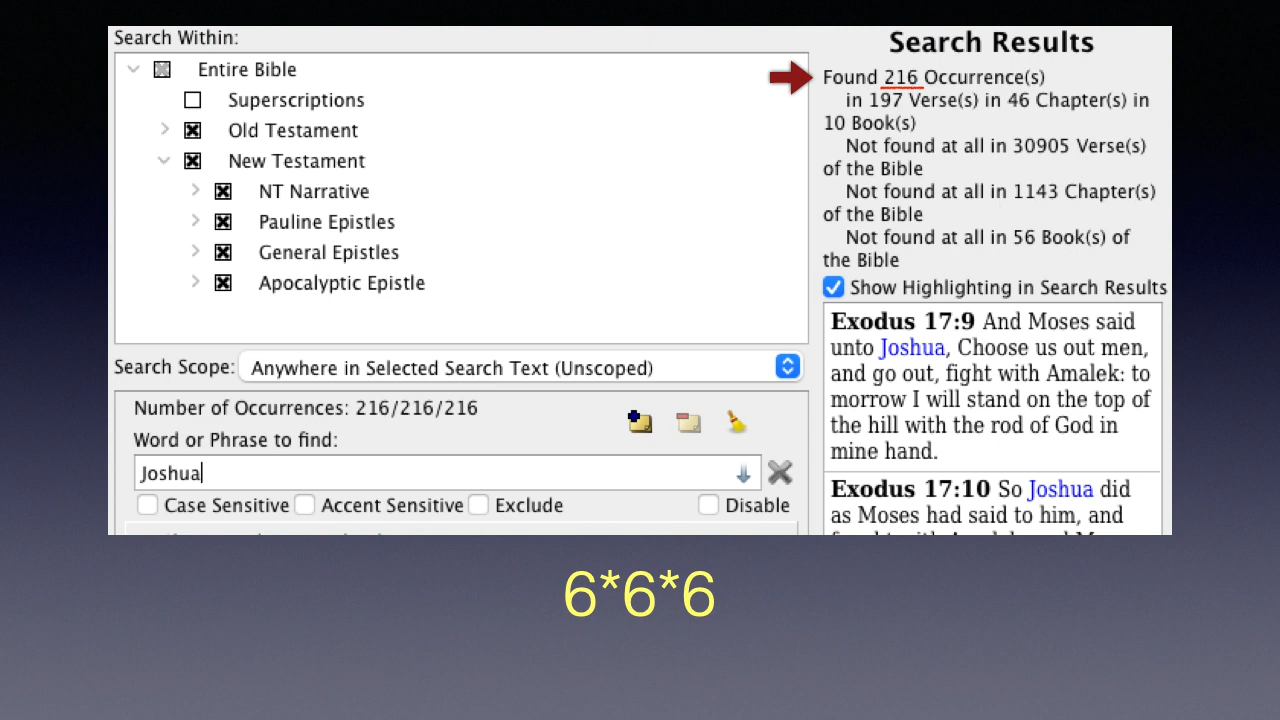 Search Within:
Entire Bible
Superscriptions
Old Testament
New Testament
NT Narrative
Pauline Epistles
General Epistles
Apocalyptic Epistle
Search Scope: Anywhere in Selected Search Text (Unscoped)
Number of Occurrences: 216/216/216
Word or Phrase to find:
Joshua
Case Sensitive Accent Sensitive Exclude Disable
Search Results
Found 216 Occurrence(s)
in 197 Verse(s) in 46 Chapter(s) in
10 Book(s)
Not found at all in 30905 Verse(s)
of the Bible
Not found at all in 1143 Chapter(s)
of the Bible
Not found at all in 56 Book(s) of
the Bible
Show Highlighting in Search Results
Exodus 17:9 And Moses said
unto Joshua, Choose us out men,
and go out, fight with Amalek: to
morrow I will stand on the top of
the hill with the rod of God in
mine hand.
Exodus 17:10 So Joshua did
as Moses had said to him, and
6*6*6